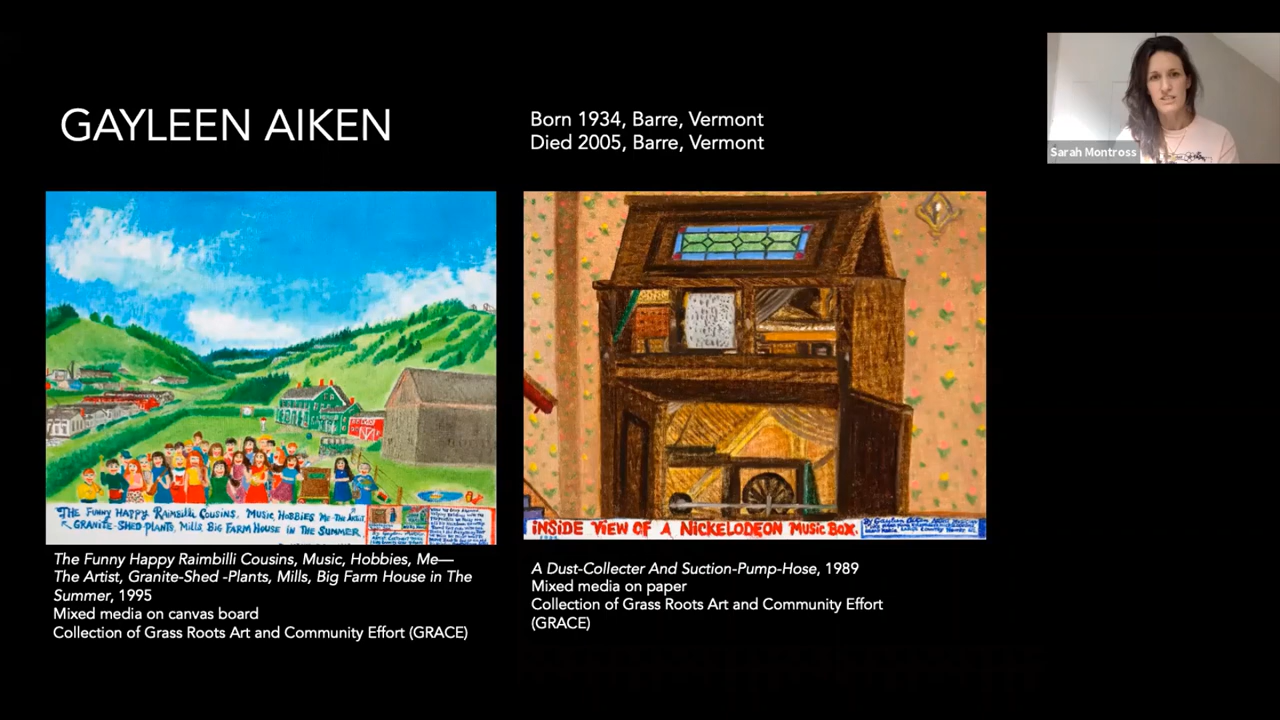 GAYLEEN AIKEN
Born 1934, Barre, Vermont
Died 2005, Barre, Vermont
Sarah Montross
THE FUNNY HAPPY RAIMBILLI COUSINS, MUSIC, HOBBIES ME-THE ARTIST,
GRANITE-SHED-PLANTS, MILLS, BIG FARM HOUSE IN THE SUMMER.
INSIDE VIEW OF A NICKELODEON MUSIC BOX.
The Funny Happy Raimbilli Cousins, Music, Hobbies, Me—
The Artist, Granite-Shed -Plants, Mills, Big Farm House in The
Summer, 1995
Mixed media on canvas board
Collection of Grass Roots Art and Community Effort (GRACE)
A Dust-Collecter And Suction-Pump-Hose, 1989
Mixed media on paper
Collection of Grass Roots Art and Community Effort
(GRACE)